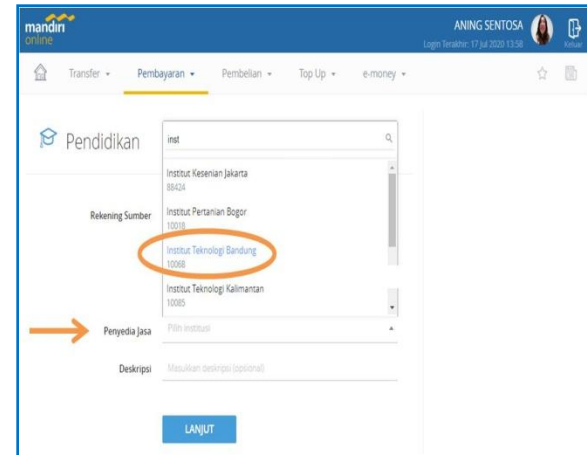 mandiri
online
ANING SENTOSA
Login Terakhir: 17 Jul 2020 13:58
Keluar
Transfer
Pembayaran
Pembelian
Top Up
e-money
Pendidikan
inst
Institut Kesenian Jakarta
88424
Rekening Sumber
Institut Pertanian Bogor
10018
Institut Teknologi Bandung
10068
Institut Teknologi Kalimantan
10085
Penyedia Jasa
Pilih institusi
Deskripsi
Masukkan deskripsi (optional)
LANJUT